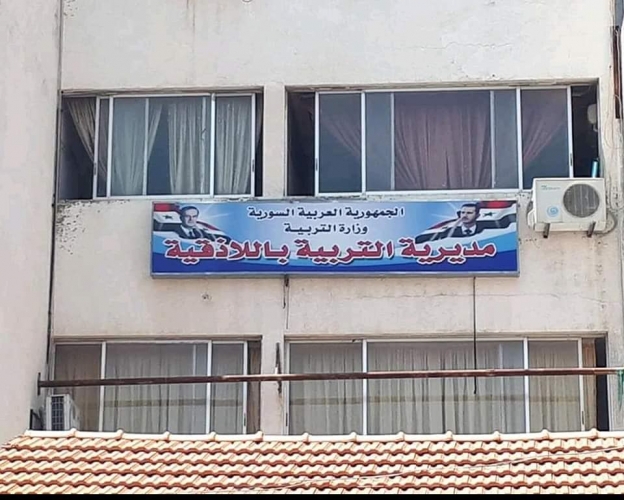 الجمهورية العربية السورية
وزارة التربية
مديرية التربية باللاذقية